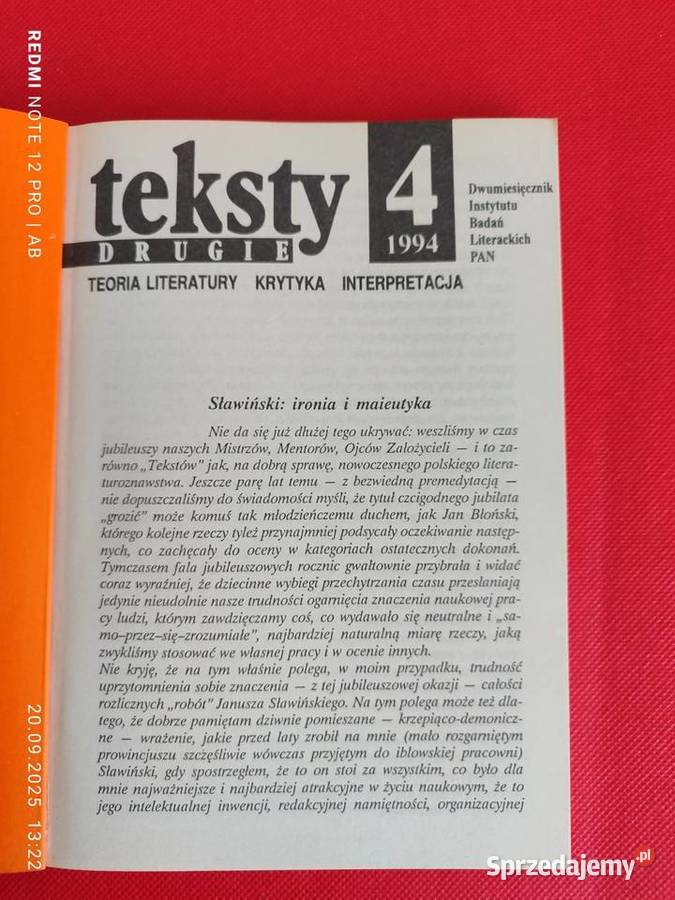 teksty
DRUGIE
4
1994
Dwumiesięcznik
Instytutu
Badań
Literackich
PAN
TEORIA LITERATURY KRYTYKA INTERPRETACJA
Sławiński: ironia i maieutyka
Nie da się już dłużej tego ukrywać: weszliśmy w czas
jubileuszy naszych Mistrzów, Mentorów, Ojców Założycieli — i to za-
równo „Tekstów” jak, na dobrą sprawę, nowoczesnego polskiego litera-
turoznawstwa. Jeszcze parę lat temu — z bezwiedną premedytacją —
nie dopuszczaliśmy do świadomości myśli, że tytuł czcigodnego jubilata
„grozić” może komuś tak młodzieńczemu duchem, jak Jan Błoński,
którego kolejne rzeczy tyleż przynajmniej podsycały oczekiwanie następ-
nych, co zachęcały do oceny w kategoriach ostatecznych dokonań.
Tymczasem fala jubileuszowych rocznic gwałtownie przybrała i widać
coraz wyraźniej, że dziecinne wybiegi przechytrzania czasu przesłaniają
jedynie nieudolnie nasze trudności ogarnięcia znaczenia naukowej pra-
cy ludzi, którym zawdzięczamy coś, co wydawało się neutralne i „sa-
mo–przez–się–zrozumiałe”, najbardziej naturalną miarę rzeczy, jaką
zwykliśmy stosować we własnej pracy i w ocenie innych.
Nie kryję, że na tym właśnie polega, w moim przypadku, trudność
uprzytomnienia sobie znaczenia — z tej jubileuszowej okazji — całości
rozlicznych „robót” Janusza Sławińskiego. Na tym polega może też dla-
tego, że dobrze pamiętam dziwnie pomieszane — krzepiąco-demonicz-
ne — wrażenie, jakie przed laty zrobił na mnie (mało rozgarniętym
prowincjuszu szczęśliwie wówczas przyjętym do iblowskiej pracowni)
Sławiński, gdy spostrzegłem, że to on stoi za wszystkim, co było dla
mnie najważniejsze i najbardziej atrakcyjne w życiu naukowym, że to
jego intelektualnej inwencji, redakcyjnej namiętności, organizacyjnej
REDMI NOTE 12 PRO | AB
20.09.2025 13:22
Sprzedajemy.pl